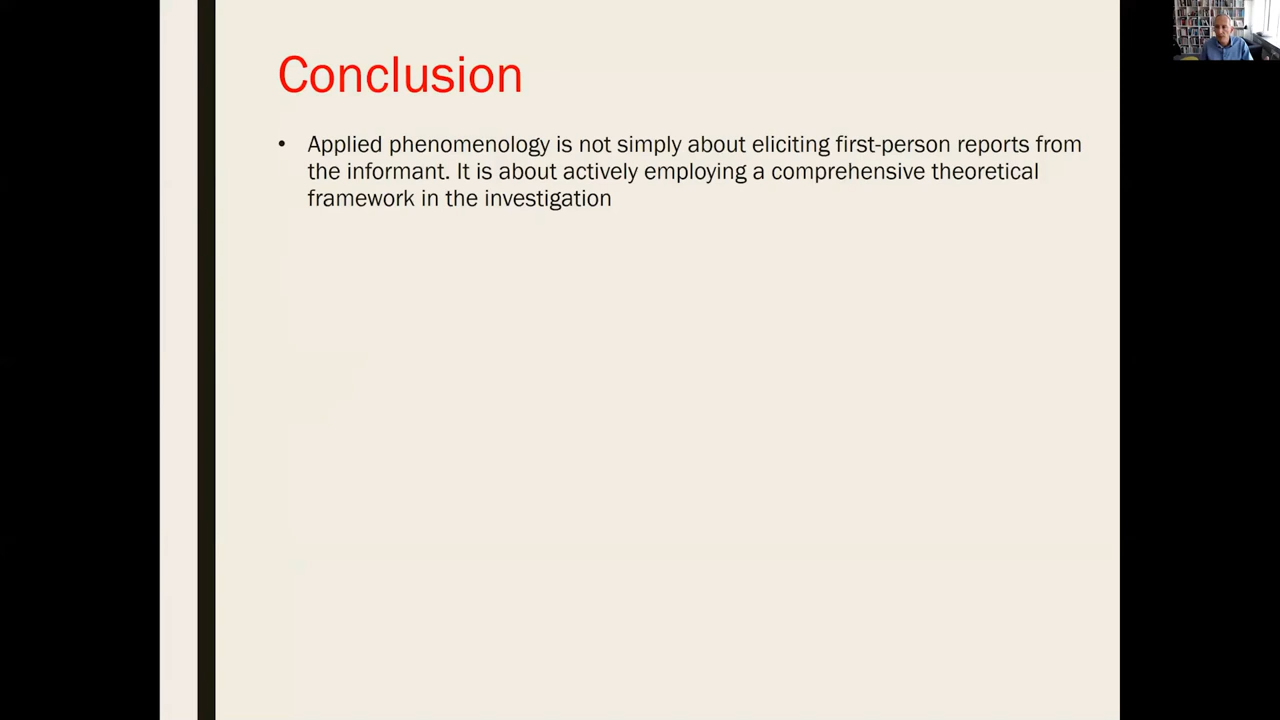 Conclusion
• Applied phenomenology is not simply about eliciting first-person reports from
the informant. It is about actively employing a comprehensive theoretical
framework in the investigation